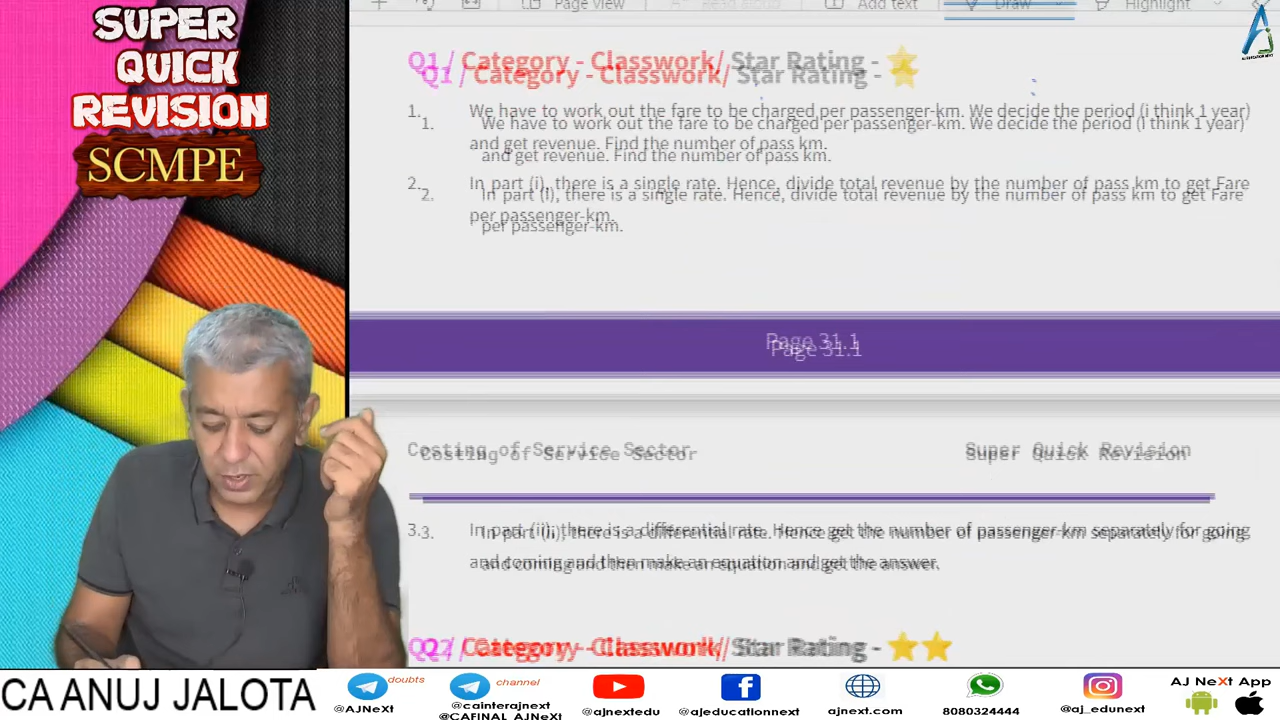 SUPER
QUICK
REVISION
SCMPE
Page view
Read aloud
Add text
Draw
Highlight
Q1 / Category - Classwork/ Star Rating -
1. We have to work out the fare to be charged per passenger-km. We decide the period (i think 1 year)
and get revenue. Find the number of pass km.
2. In part (i), there is a single rate. Hence, divide total revenue by the number of pass km to get Fare
per passenger-km.
Page 31.1
Costing of Service Sector
Super Quick Revision
3. In part (ii), there is a differential rate. Hence get the number of passenger-km separately for going
and coming and then make an equation and get the answer.
Q2 / Category - Classwork/ Star Rating -
CA ANUJ JALOTA
doubts
@AJNeXt
channel
@cainterajnext
@CAFINAL_AJNeXt
@ajnextedu
@ajeducationnext
ajnext.com
8080324444
@aj_edunext
AJ NeXt App